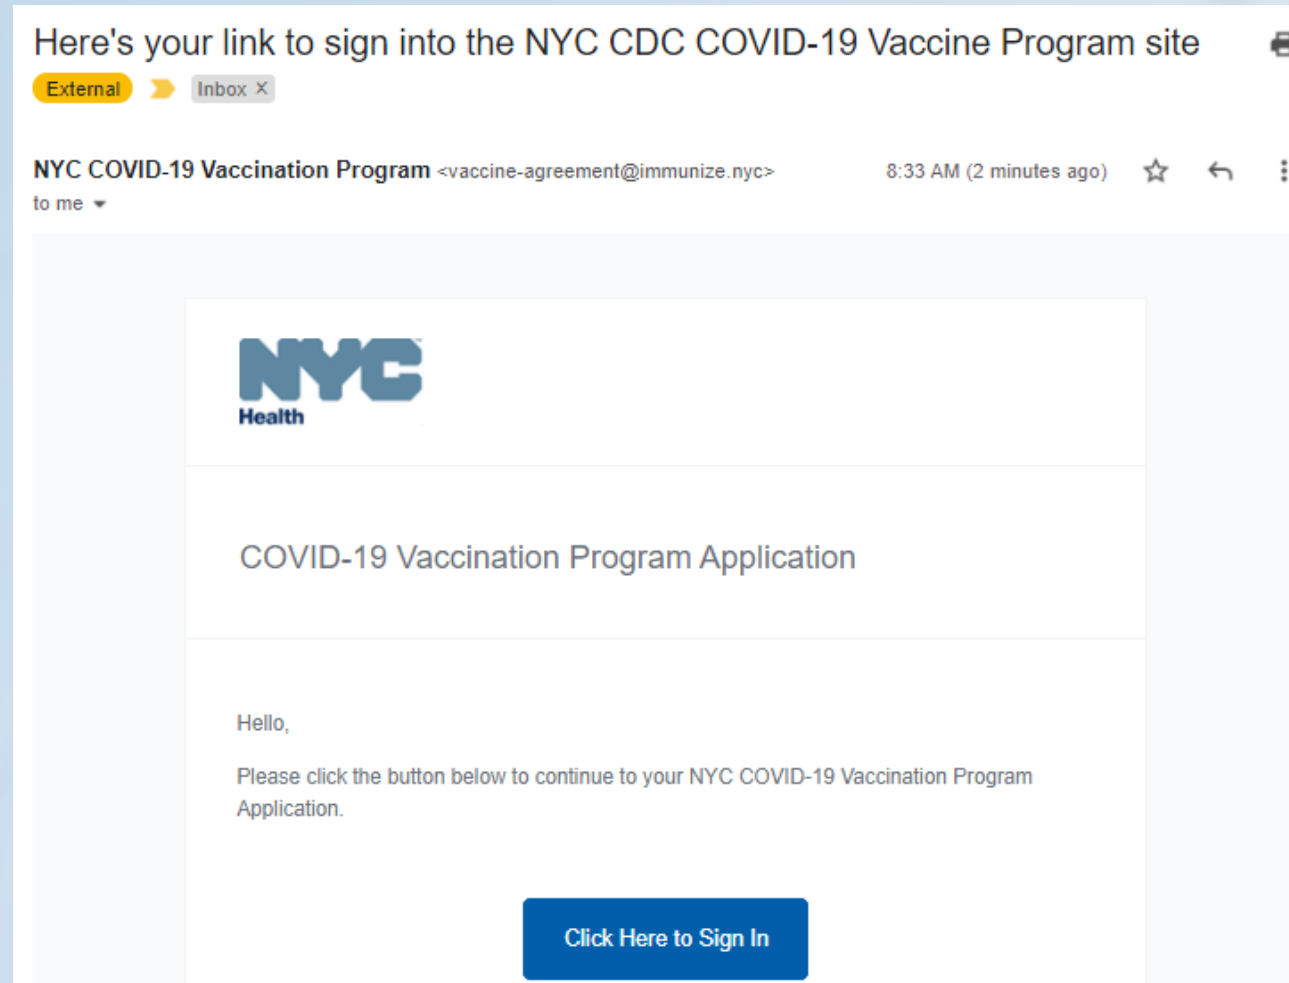 Here's your link to sign into the NYC CDC COVID-19 Vaccine Program site
External Inbox X
NYC COVID-19 Vaccination Program <vaccine-agreement@immunize.nyc> 8:33 AM (2 minutes ago)
to me
NYC
Health
COVID-19 Vaccination Program Application
Hello,
Please click the button below to continue to your NYC COVID-19 Vaccination Program
Application.
Click Here to Sign In